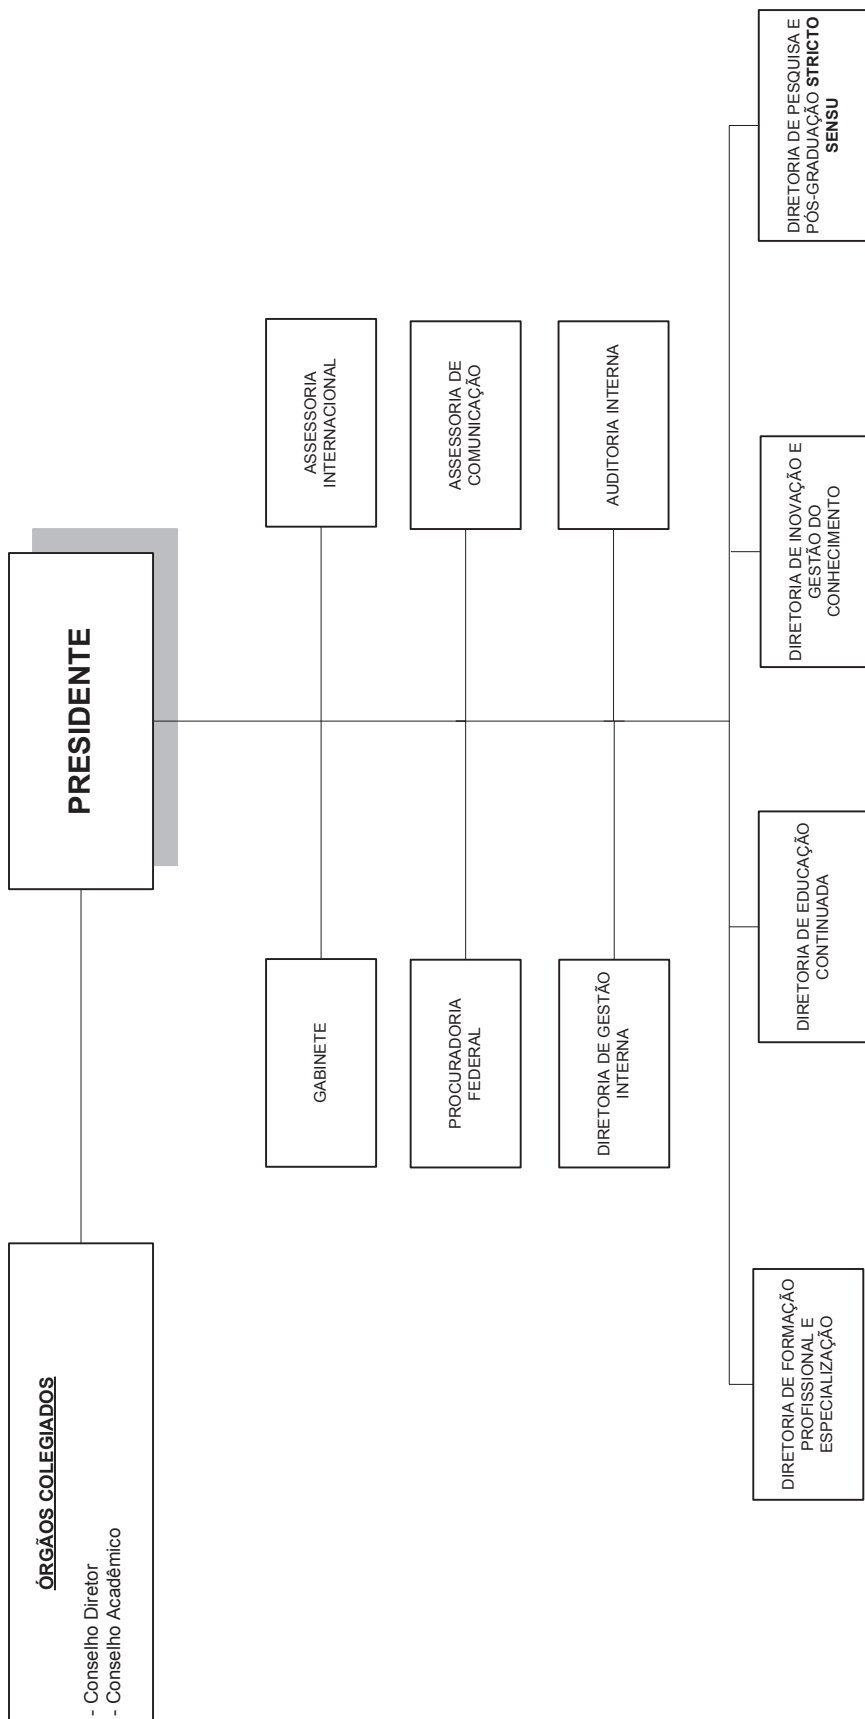 ÓRGÃOS COLEGIADOS
- Conselho Diretor
- Conselho Acadêmico
PRESIDENTE
GABINETE
ASSESSORIA
INTERNACIONAL
PROCURADORIA
FEDERAL
ASSESSORIA DE
COMUNICAÇÃO
DIRETORIA DE GESTÃO
INTERNA
AUDITORIA INTERNA
DIRETORIA DE FORMAÇÃO
PROFISSIONAL E
ESPECIALIZAÇÃO
DIRETORIA DE EDUCAÇÃO
CONTINUADA
DIRETORIA DE INOVAÇÃO E
GESTÃO DO
CONHECIMENTO
DIRETORIA DE PESQUISA E
PÓS-GRADUAÇÃO STRICTO
SENSU